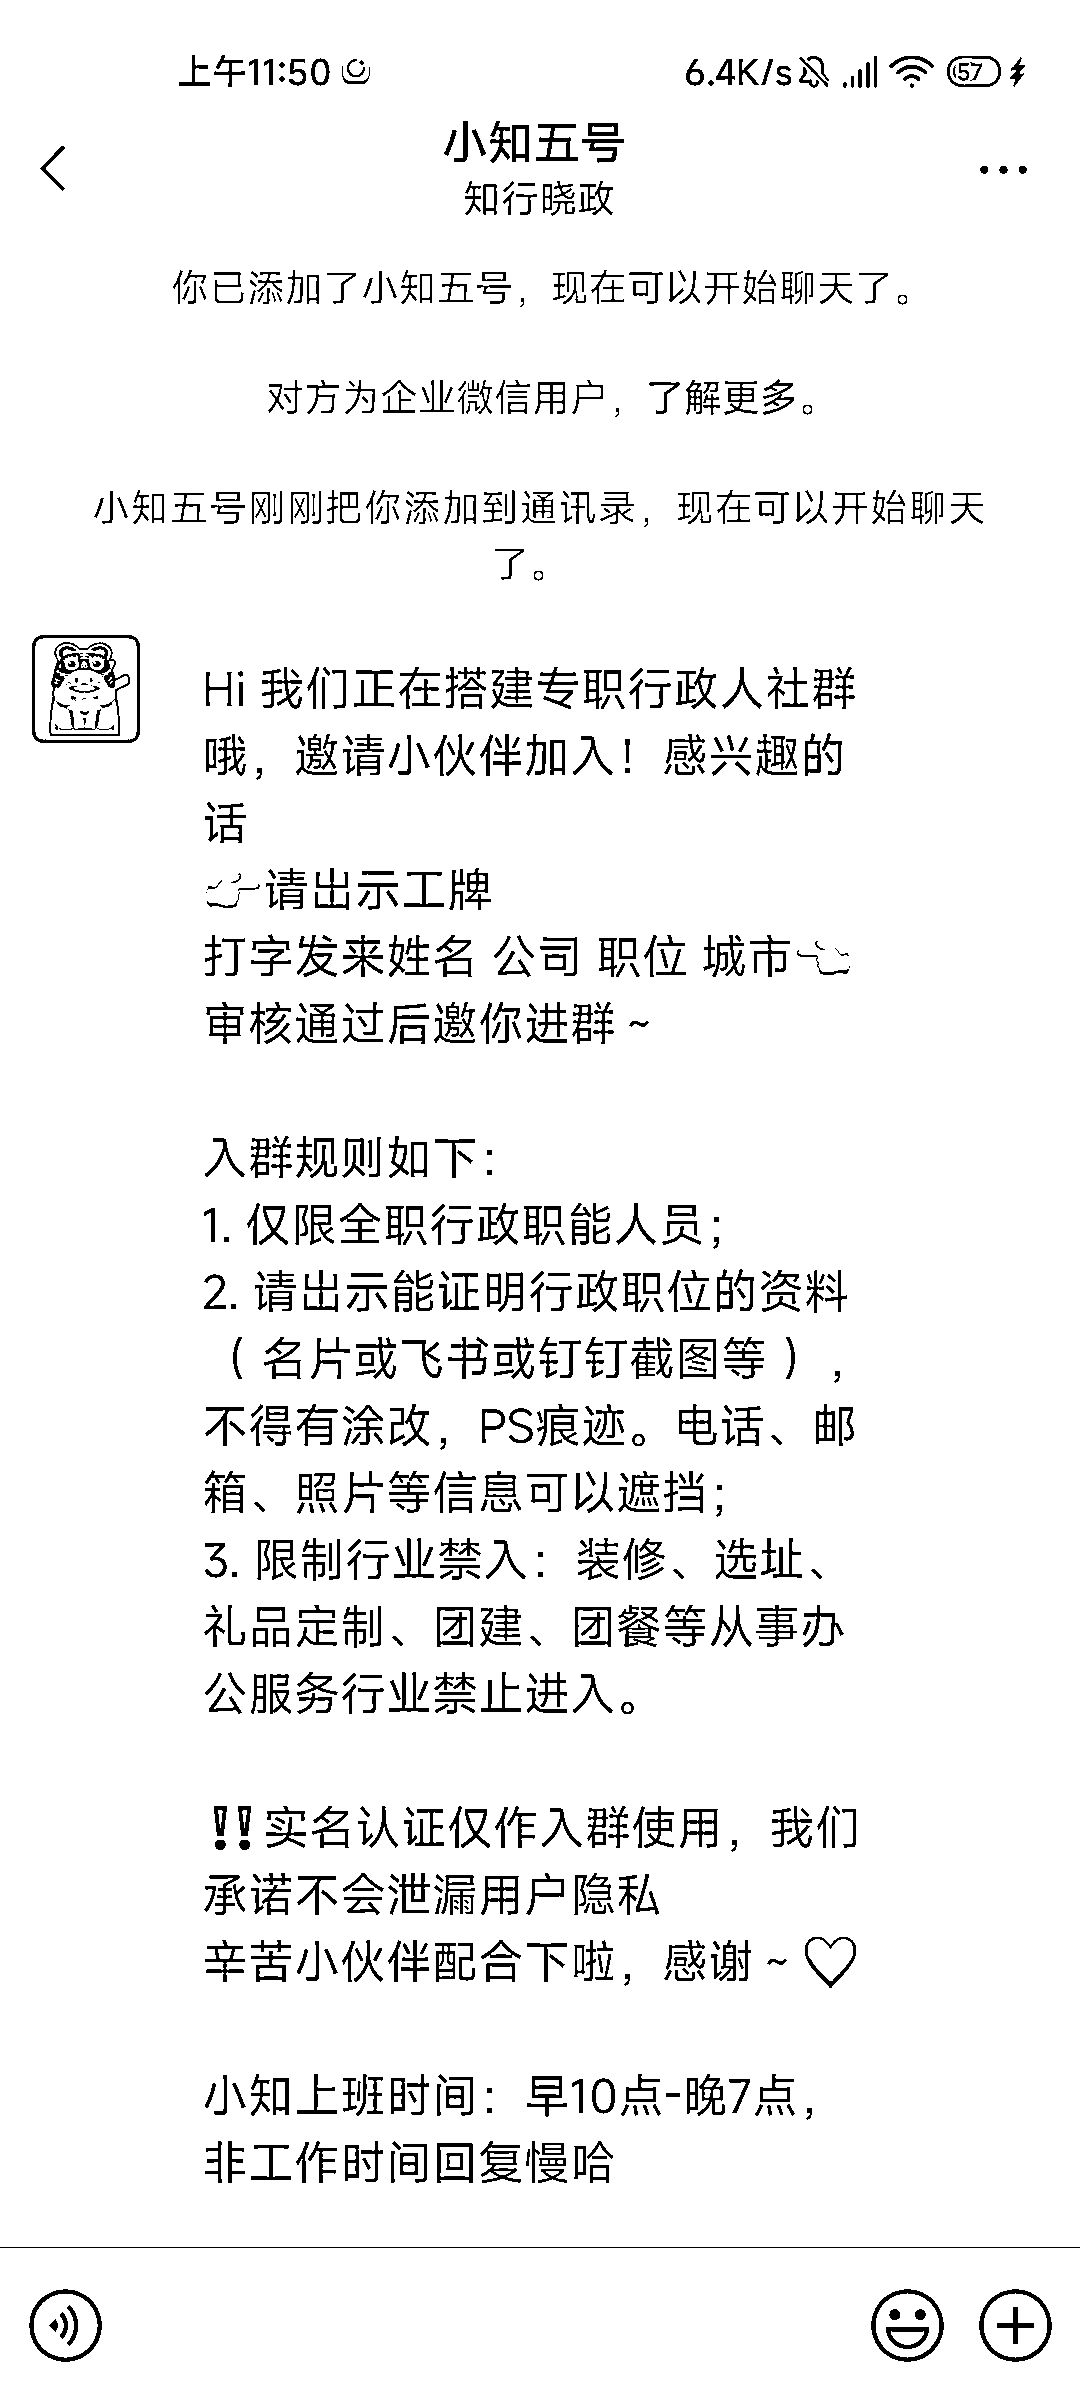 上午11:50
6.4K/s 57
小知五号
知行晓政
你已添加了小知五号，现在可以开始聊天了。
对方为企业微信用户，了解更多。
小知五号刚刚把你添加到通讯录，现在可以开始聊天
了。
Hi 我们正在搭建专职行政人社群
哦，邀请小伙伴加入！感兴趣的
话
👉请出示工牌
打字发来姓名 公司 职位 城市👈
审核通过后邀你进群～
入群规则如下：
1. 仅限全职行政职能人员；
2. 请出示能证明行政职位的资料
（名片或飞书或钉钉截图等），
不得有涂改，PS痕迹。电话、邮
箱、照片等信息可以遮挡；
3. 限制行业禁入：装修、选址、
礼品定制、团建、团餐等从事办
公服务行业禁止进入。
‼️实名认证仅作入群使用，我们
承诺不会泄漏用户隐私
辛苦小伙伴配合下啦，感谢～♡
小知上班时间：早10点-晚7点，
非工作时间回复慢哈